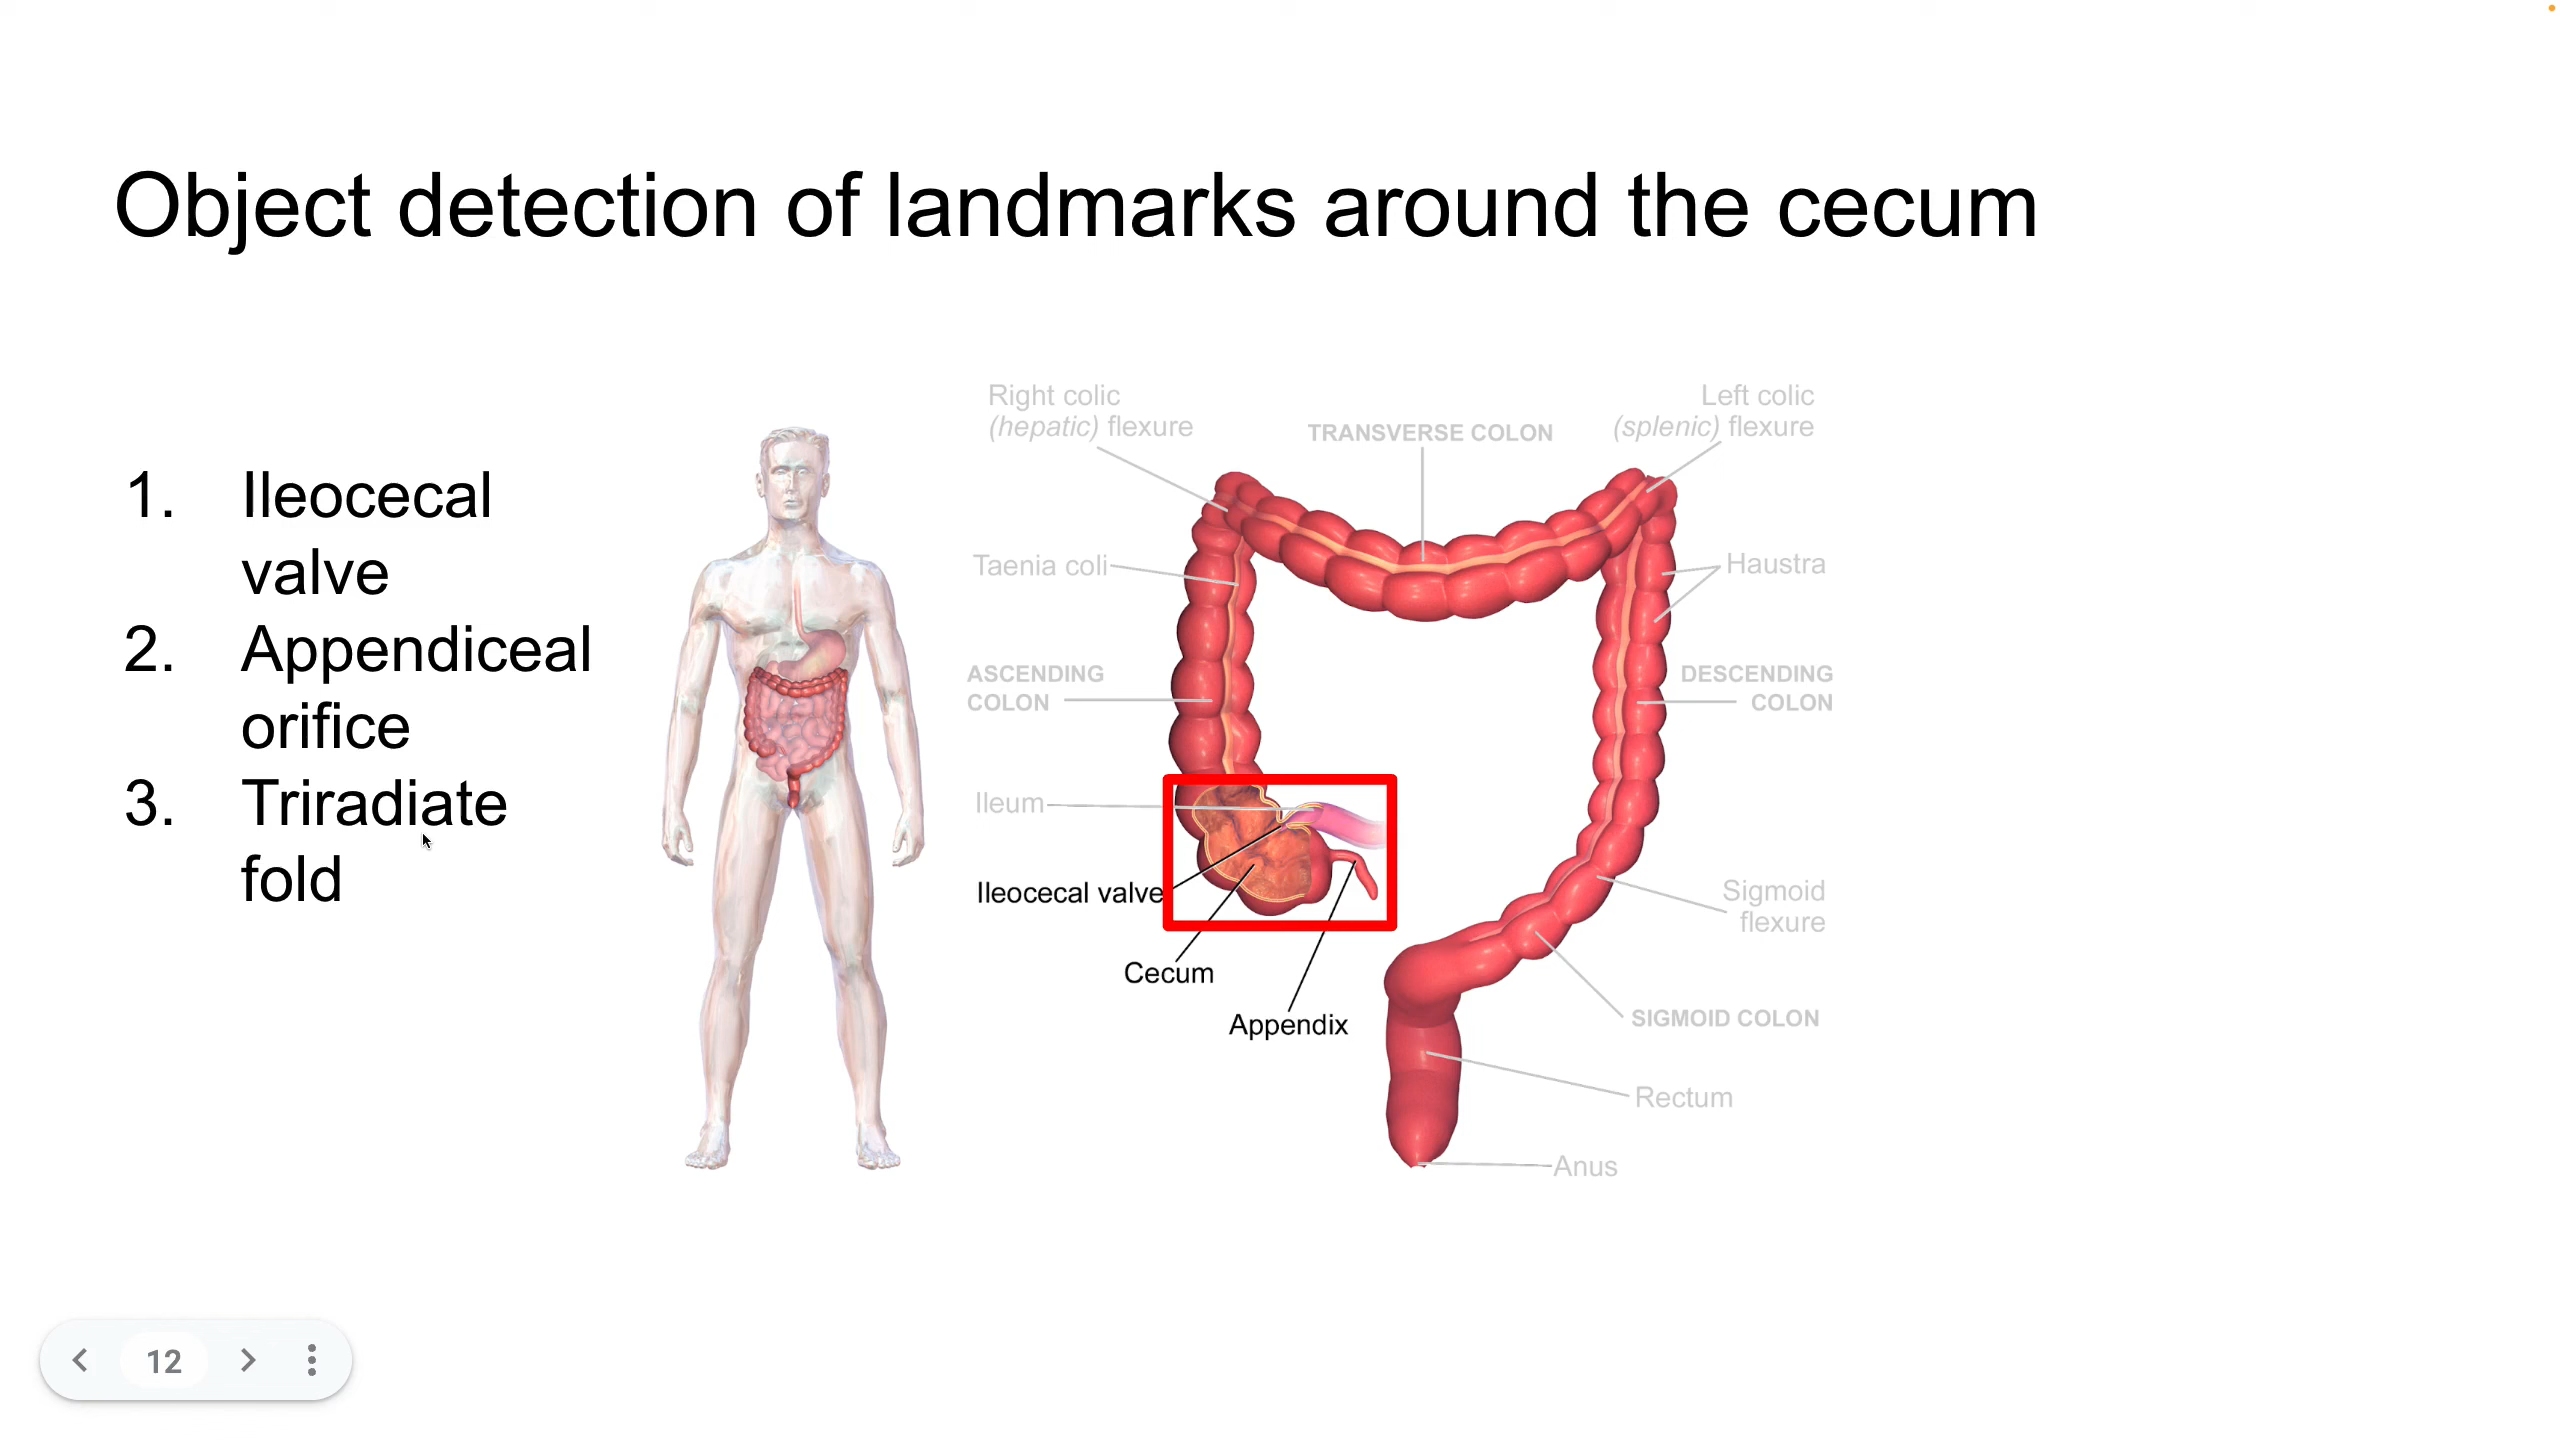 Object detection of landmarks around the cecum
1. Ileocecal
valve
2. Appendiceal
orifice
3. Triradiate
fold
Right colic
(hepatic) flexure
TRANSVERSE COLON
Left colic
(splenic) flexure
Taenia coli
Haustra
ASCENDING
COLON
DESCENDING
COLON
Ileum
Ileocecal valve
Sigmoid
flexure
Cecum
Appendix
SIGMOID COLON
Rectum
Anus
12